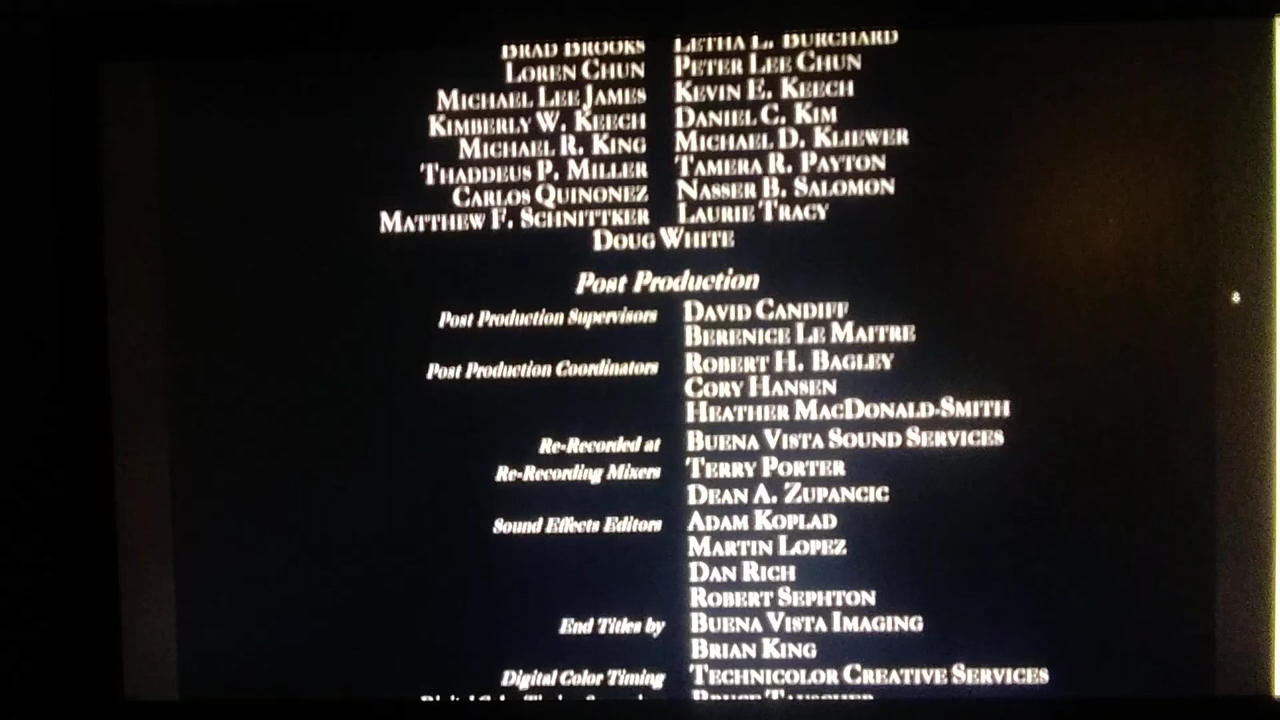 BRAD BROOKS LETHA L. BURCHARD
LOREN CHUN PETER LEE CHUN
MICHAEL LEE JAMES KEVIN E. KEECH
KIMBERLY W. KEECH DANIEL C. KIM
MICHAEL R. KING MICHAEL D. KLIEWER
THADDEUS P. MILLER TAMERA R. PAYTON
CARLOS QUINONEZ NASSER B. SALOMON
MATTHEW F. SCHNITTKER LAURIE TRACY
DOUG WHITE
Post Production
Post Production Supervisors DAVID CANDIFF
BERENICE LE MAITRE
Post Production Coordinators ROBERT H. BAGLEY
CORY HANSEN
HEATHER MACDONALD-SMITH
Re-Recorded at BUENA VISTA SOUND SERVICES
Re-Recording Mixers TERRY PORTER
DEAN A. ZUPANCIC
Sound Effects Editors ADAM KOPLAD
MARTIN LOPEZ
DAN RICH
ROBERT SEPHTON
End Titles by BUENA VISTA IMAGING
BRIAN KING
Digital Color Timing TECHNICOLOR CREATIVE SERVICES